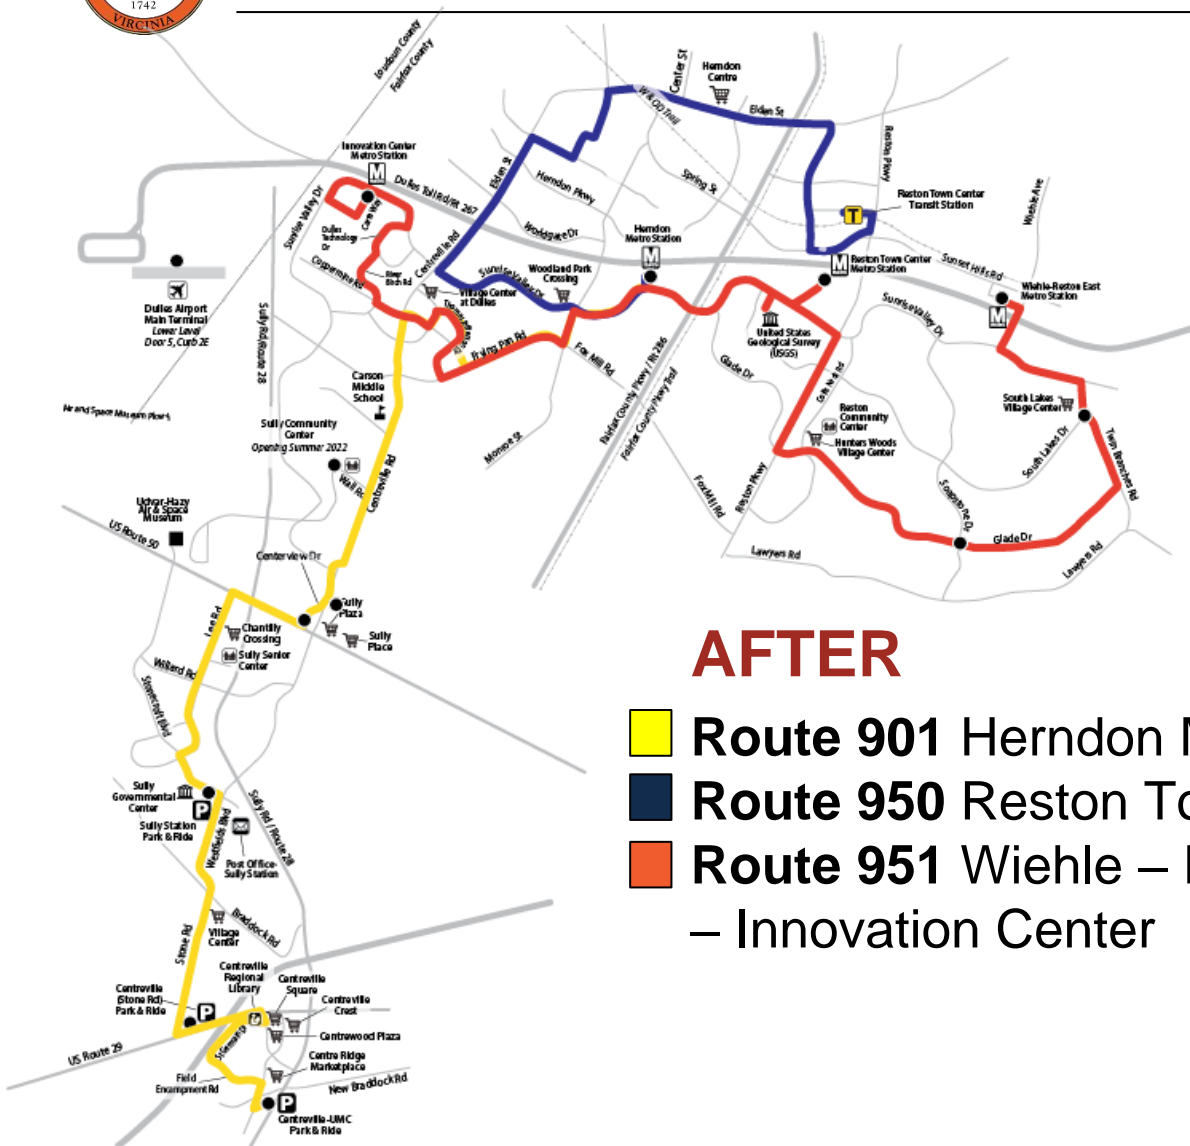 1742
VIRGINIA
Loudoun County
Fairfax County
Center St
Herndon
Centre
W & OD Trail
Elden St
Reston Pkwy
Innovation Center
Metro Station
Dulles Toll Rd/Rt 267
Elden St
Herndon Pkwy
Spring St
Reston Town Center
Transit Station
T
Wiehle Ave
Sunrise Valley Dr
Care Way
Dulles
Technology
Dr
Worldgate Dr
Herndon
Metro Station
M
Centreville Rd
River
Birch Rd
Coppermine Rd
Sunrise Valley Dr
Woodland Park
Crossing
Village Center
at Dulles
Reston Town Center
Metro Station
Sunset Hills Rd
Wiehle-Reston East
Metro Station
M
Dulles Airport
Main Terminal
Lower Level
Door 5, Curb 2E
Sully Rd/Route 28
Frying Pan Rd
Fox Mill Rd
United States
Geological Survey
(USGS)
Sunrise Valley Dr
Glade Dr
Colts Neck Rd
Carson
Middle
School
Fairfax County Pkwy / Rt 286
Fairfax County Pkwy Trail
Reston
Community
Center
Hunters Woods
Village Center
South Lakes
Village Center
South Lakes Dr
Twin Branches Rd
Sully Community
Center
Opening Summer 2022
Wall Rd
Centreville Rd
Monroe St
Fox Mill Rd
Reston Pkwy
Soapstone Dr
Udvar-Hazy
Air & Space
Museum
US Route 50
Centerview Dr
Lawyers Rd
Glade Dr
Lawyers Rd
Sully
Plaza
Lee Rd
Chantilly
Crossing
Sully
Place
Sully Senior
Center
Willard Rd
Stonecroft Blvd
AFTER
Route 901 Herndon
Route 950 Reston To
Route 951 Wiehle –
– Innovation Center
Sully
Governmental
Center
P
Sully Station
Park & Ride
Westfields Blvd
Sully Rd / Route 28
Post Office-
Sully Station
Braddock Rd
Village
Center
Stone Rd
Centreville
Regional
Library
Centreville
Square
Centreville
(Stone Rd)
Park & Ride
P
Centreville
Crest
Centrewood Plaza
US Route 29
St Germain Dr
Centre Ridge
Marketplace
Field
Encampment Rd
New Braddock Rd
P
Centreville-UMC
Park & Ride